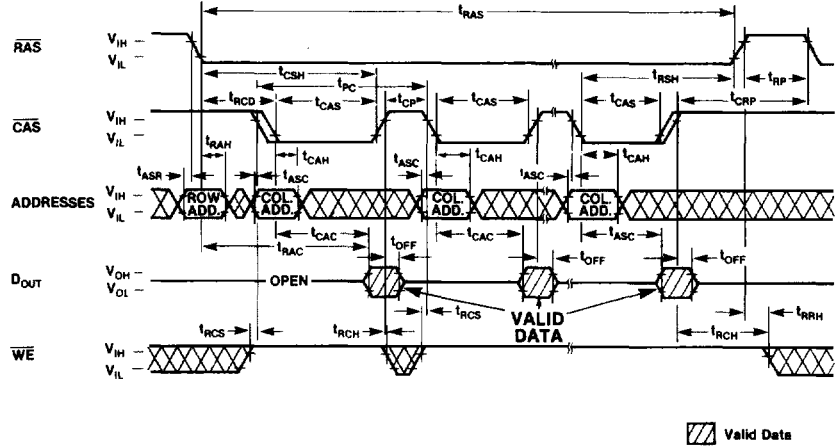 tRAS
RAS VIH
VIL
tCSH
tPC
tRSH
tRP
tRCD
tCAS
tCP
tCAS
tCAS
tCRP
CAS VIH
VIL
tRAH
tCAH
tASC
tCAH
tCAH
tASR
tASC
tASC
ADDRESSES VIH
VIL
ROW ADD.
COL. ADD.
COL. ADD.
COL. ADD.
tCAC
tOFF
tCAC
tOFF
tASC
tOFF
tRAC
DOUT VOH
VOL
OPEN
VALID
DATA
tRCS
tRCH
tRCS
tRCH
tRRH
WE VIH
VIL
Valid Data